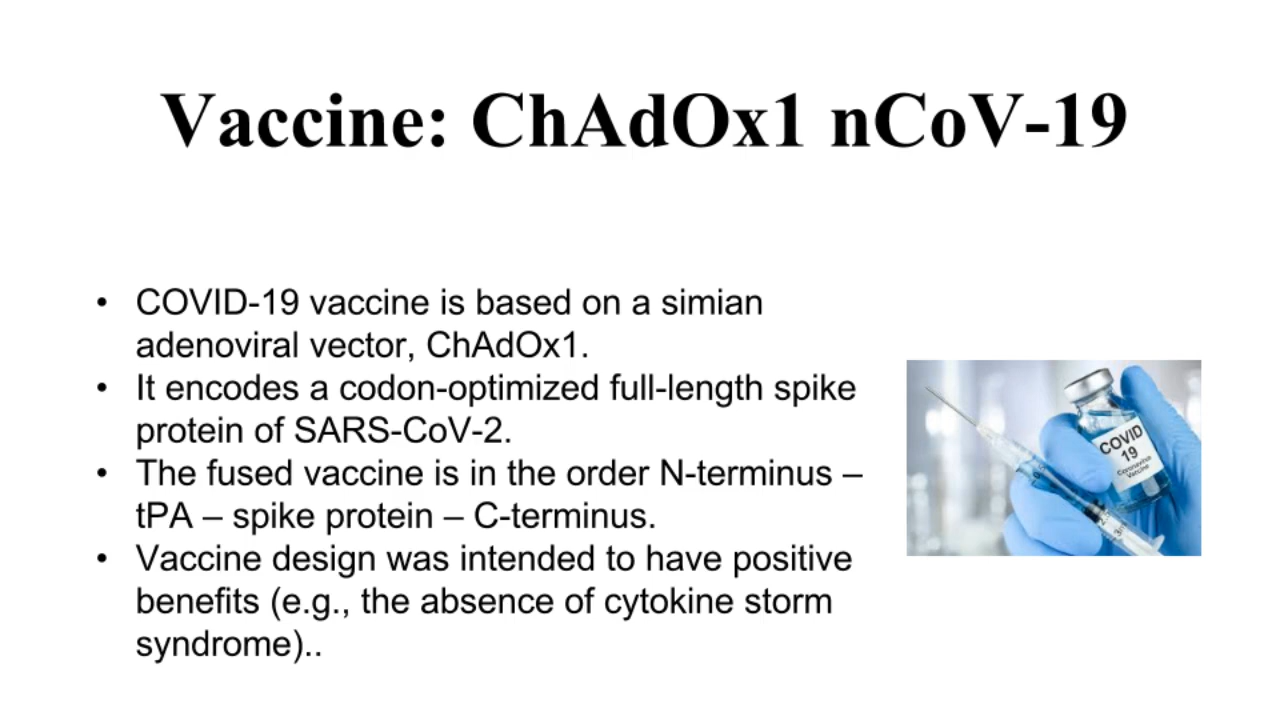 Vaccine: ChAdOx1 nCoV-19
• COVID-19 vaccine is based on a simian
adenoviral vector, ChAdOx1.
• It encodes a codon-optimized full-length spike
protein of SARS-CoV-2.
• The fused vaccine is in the order N-terminus –
tPA – spike protein – C-terminus.
• Vaccine design was intended to have positive
benefits (e.g., the absence of cytokine storm
syndrome)..
COVID
19
Coronavirus
Vaccine